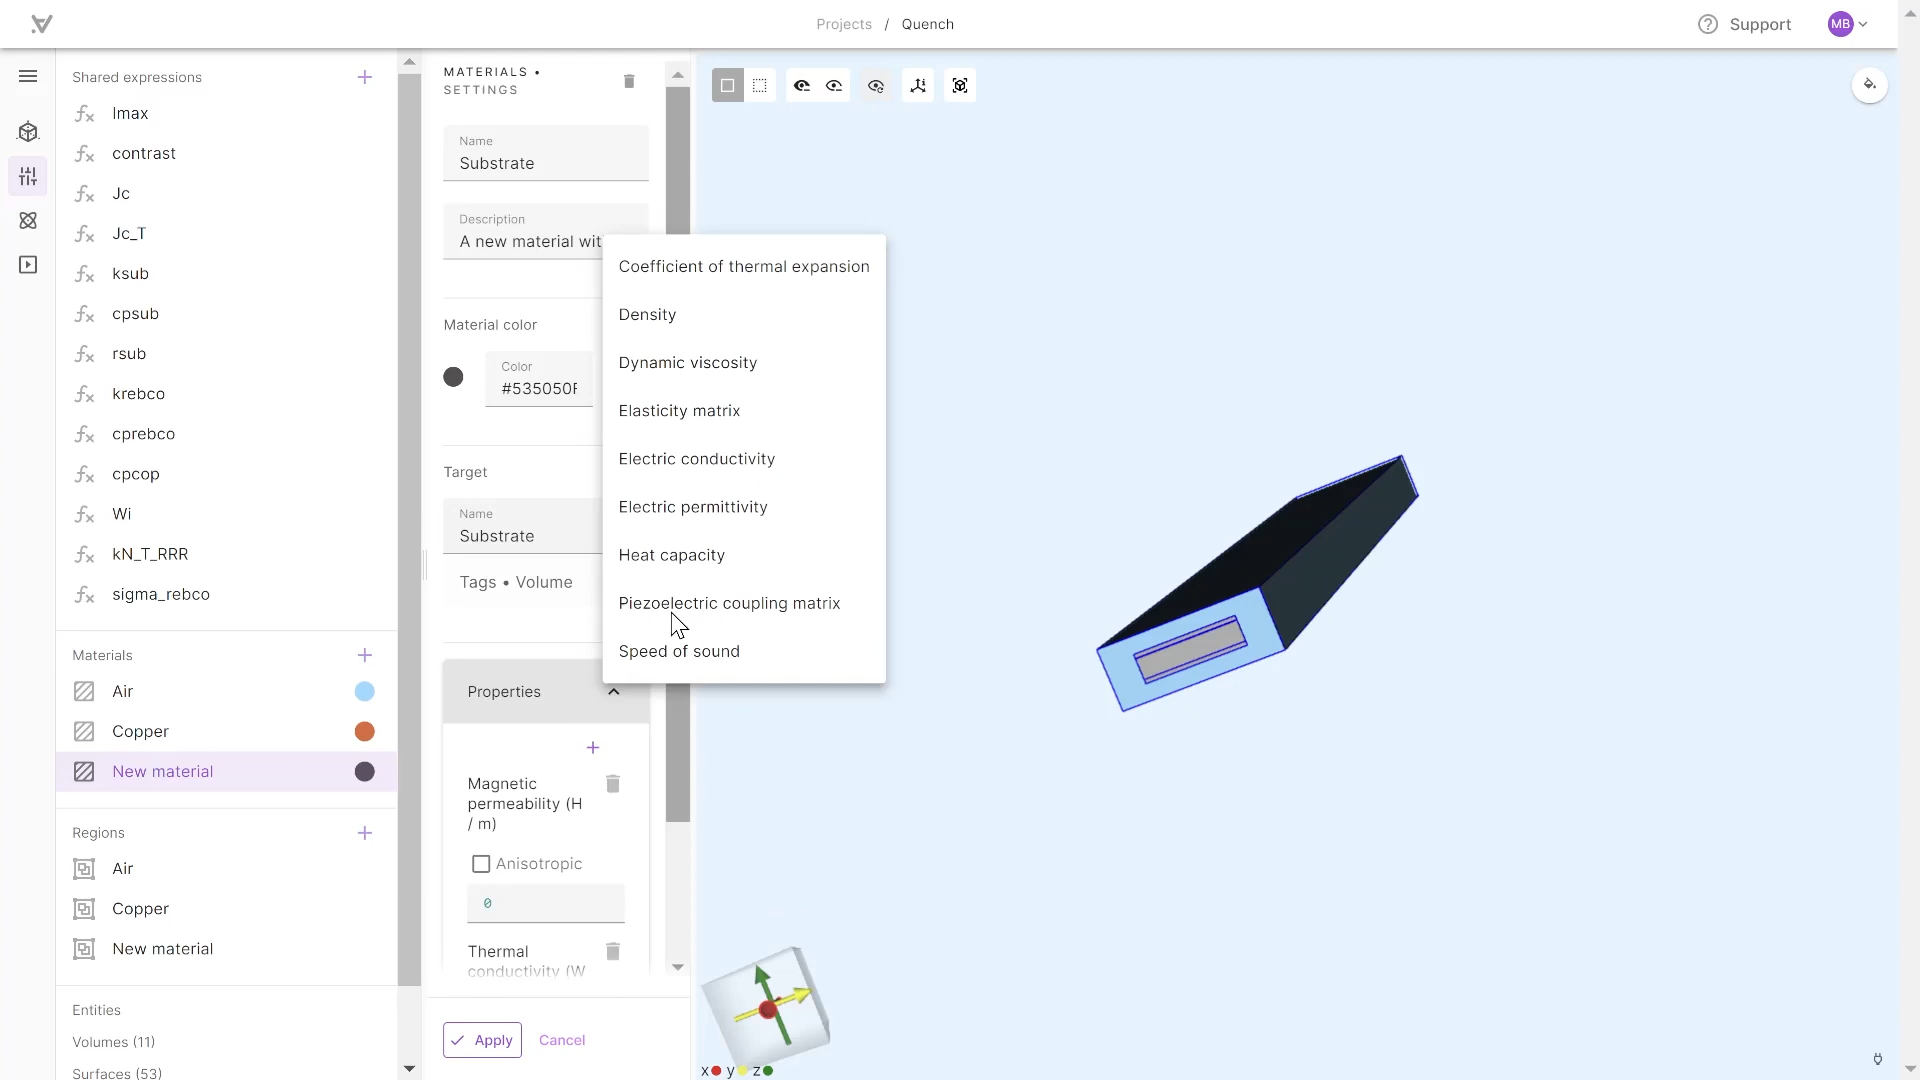 Projects / Quench
Support
MB
Shared expressions
Imax
contrast
Jc
Jc_T
ksub
cpsub
rsub
krebco
cprebco
cpcop
Wi
kN_T_RRR
sigma_rebco
Materials
Air
Copper
New material
Regions
Air
Copper
New material
Entities
Volumes (11)
Surfaces (53)
MATERIALS •
SETTINGS
Name
Substrate
Description
A new material wit
Material color
Color
#535050F
Target
Name
Substrate
Tags • Volume
Properties
Magnetic
permeability (H
/ m)
Anisotropic
0
Thermal
conductivity (W
Apply
Cancel
Coefficient of thermal expansion
Density
Dynamic viscosity
Elasticity matrix
Electric conductivity
Electric permittivity
Heat capacity
Piezoelectric coupling matrix
Speed of sound
x y z